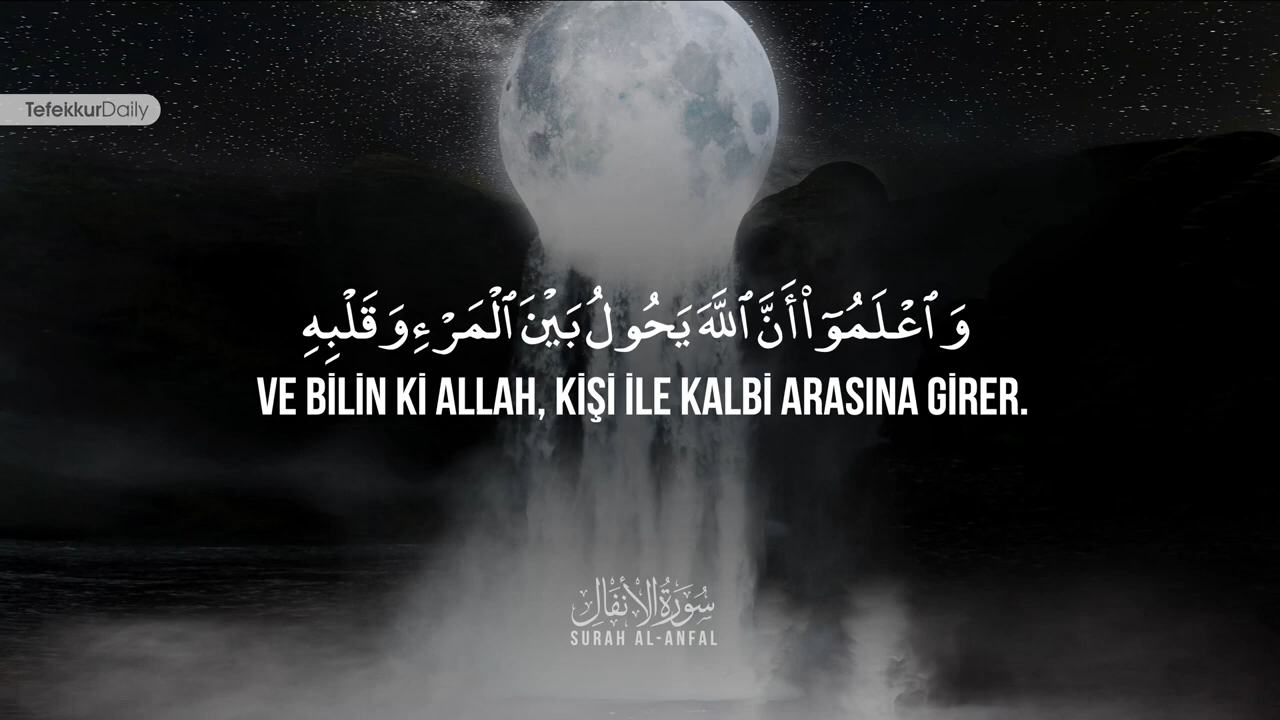 TefekkurDaily
وَٱعْلَمُوٓا۟ أَنَّ ٱللَّهَ يَحُولُ بَيْنَ ٱلْمَرْءِ وَقَلْبِهِ
VE BİLİN Kİ ALLAH, KİŞİ İLE KALBİ ARASINA GİRER.
سُورَةُ الأَنْفَالِ
SURAH AL-ANFAL